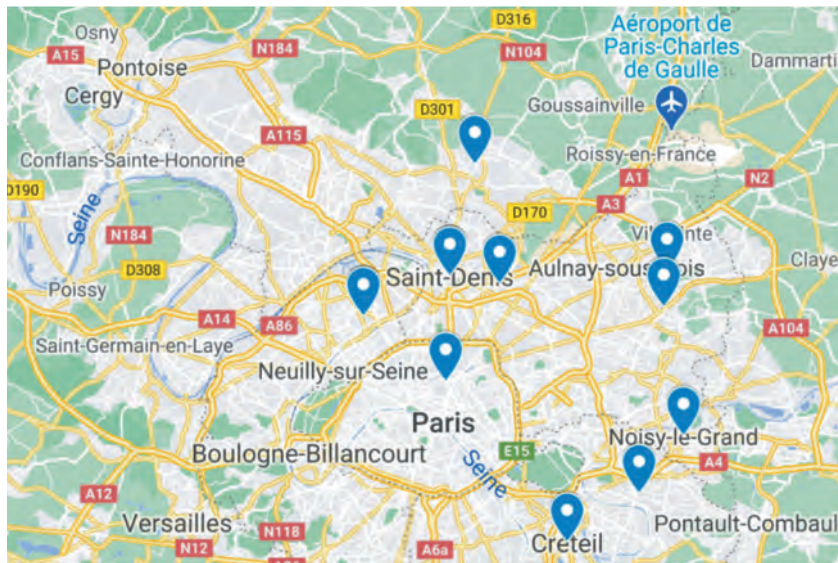 D316
Osny
Aéroport de
Paris-Charles
de Gaulle
A15
N184
N104
Pontoise
Dammarti
Cergy
D301
Goussainville
A115
Conflans-Sainte-Honorine
Roissy-en-France
A1
N2
D190
Seine
A3
D170
N184
Saint-Denis
Aulnay-sous
ois
D308
Claye
Poissy
A14
A86
A104
Saint-Germain-en-Laye
Neuilly-sur-Seine
Paris
Noisy-le-Grand
Boulogne-Billancourt
E15
Seine
A4
A12
Versailles
N118
Pontault-Combaul
Créteil
N12
A6a